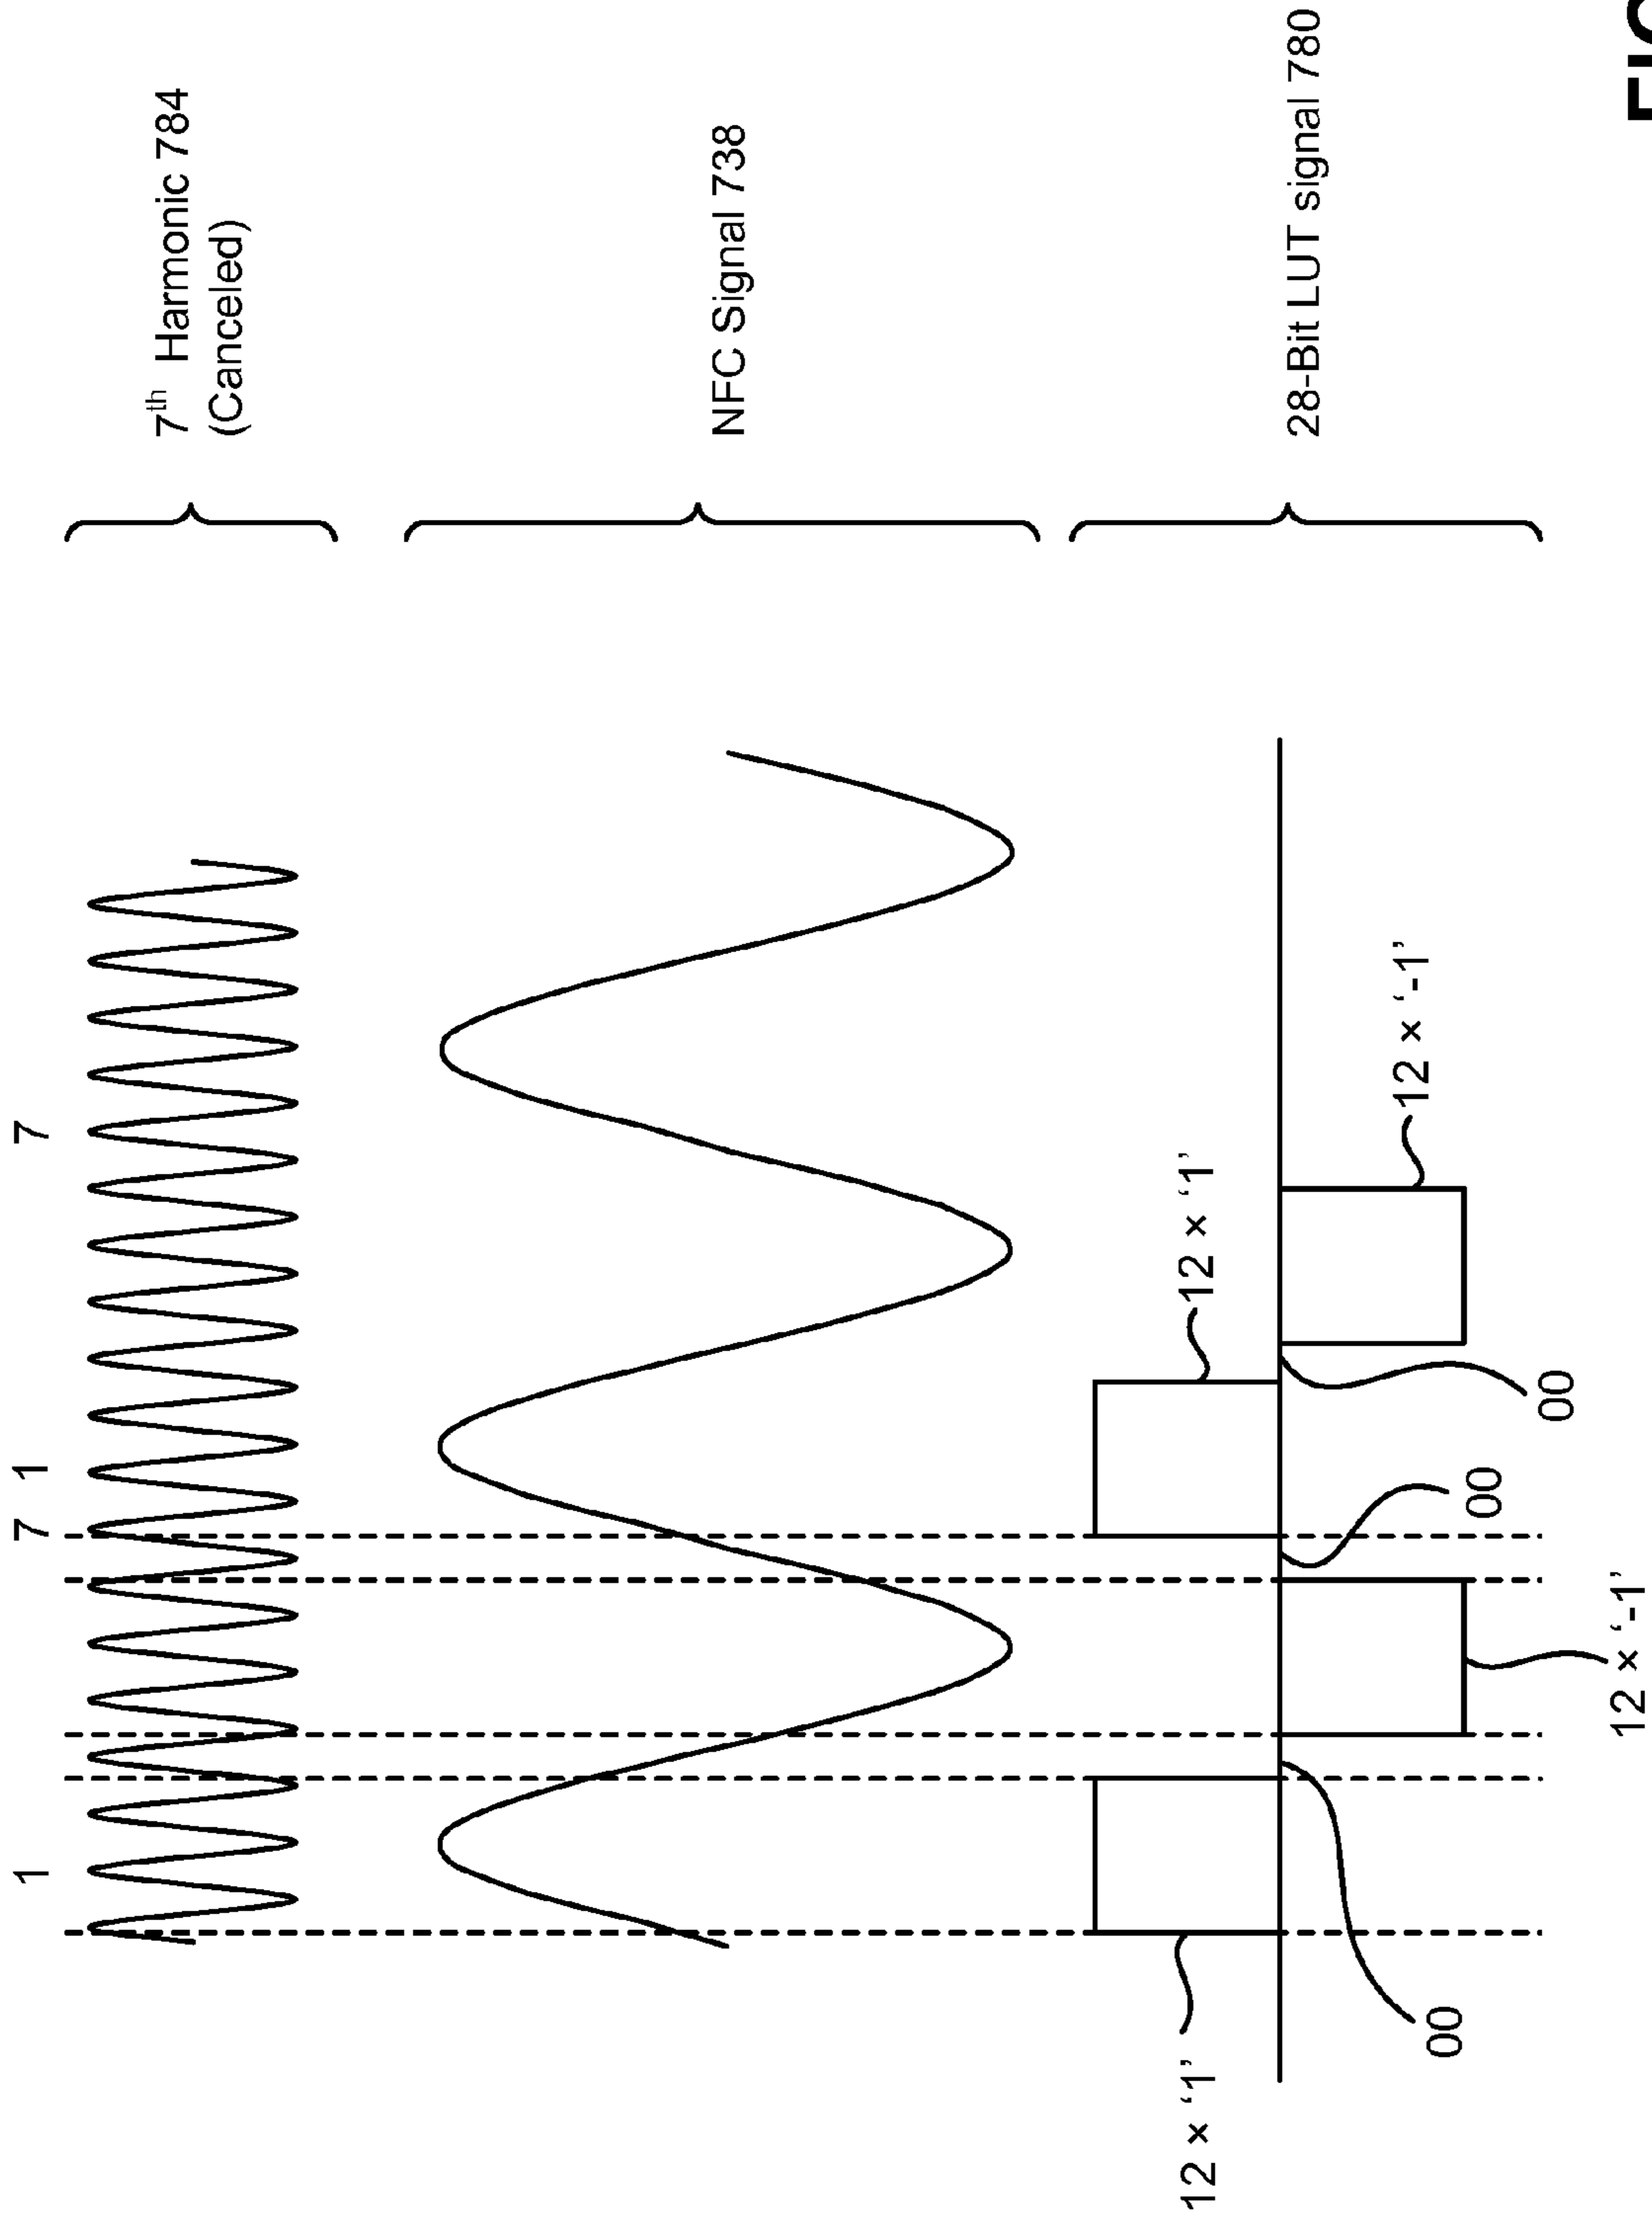 1 7 1 7
7th Harmonic 784
(Canceled)
NFC Signal 738
12 × ‘1’
12 × ‘1’
28-Bit LUT signal 780
12 × ‘-1’
00
00
00
12 × ‘-1’